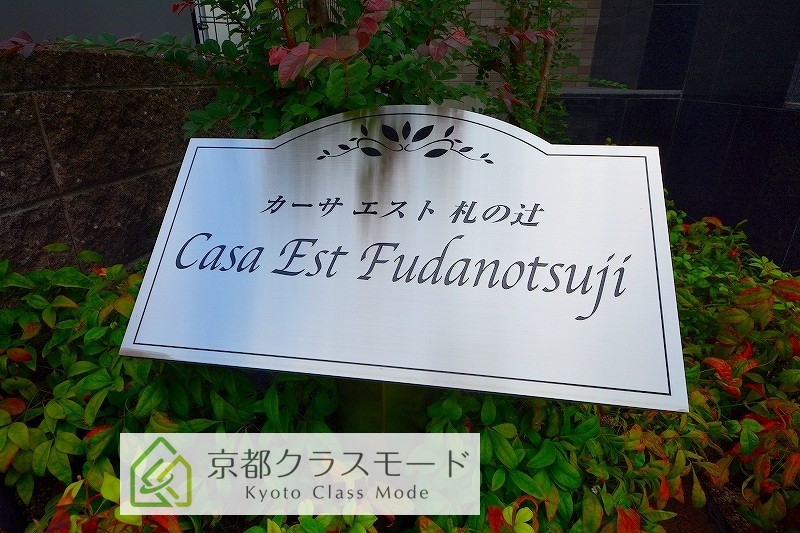 カーサ エスト 札の辻
Casa Est Fudanotsuji
京都クラスモード
Kyoto Class Mode